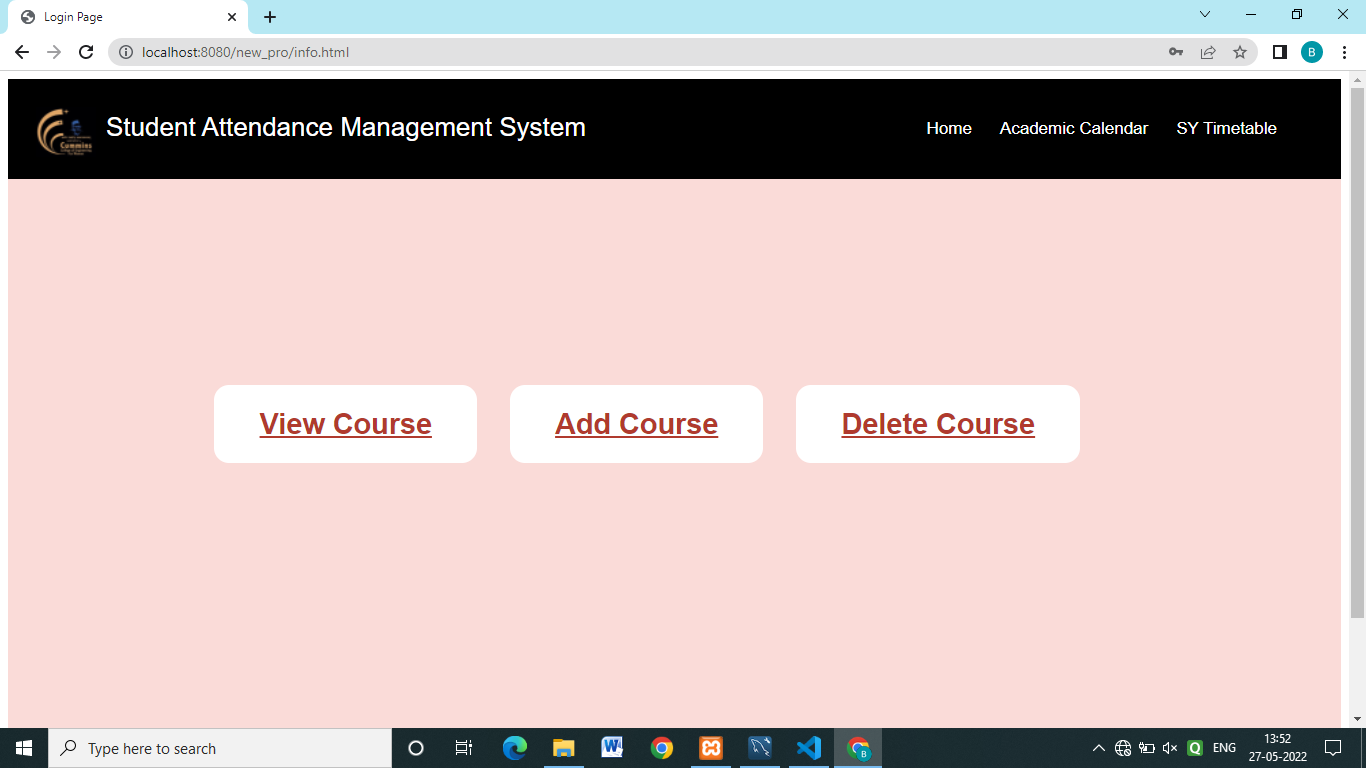 Login Page
localhost:8080/new_pro/info.html
B
Cummins
Student Attendance Management System
Home Academic Calendar SY Timetable
View Course Add Course Delete Course
Type here to search
W
B
Q
ENG
13:52
27-05-2022